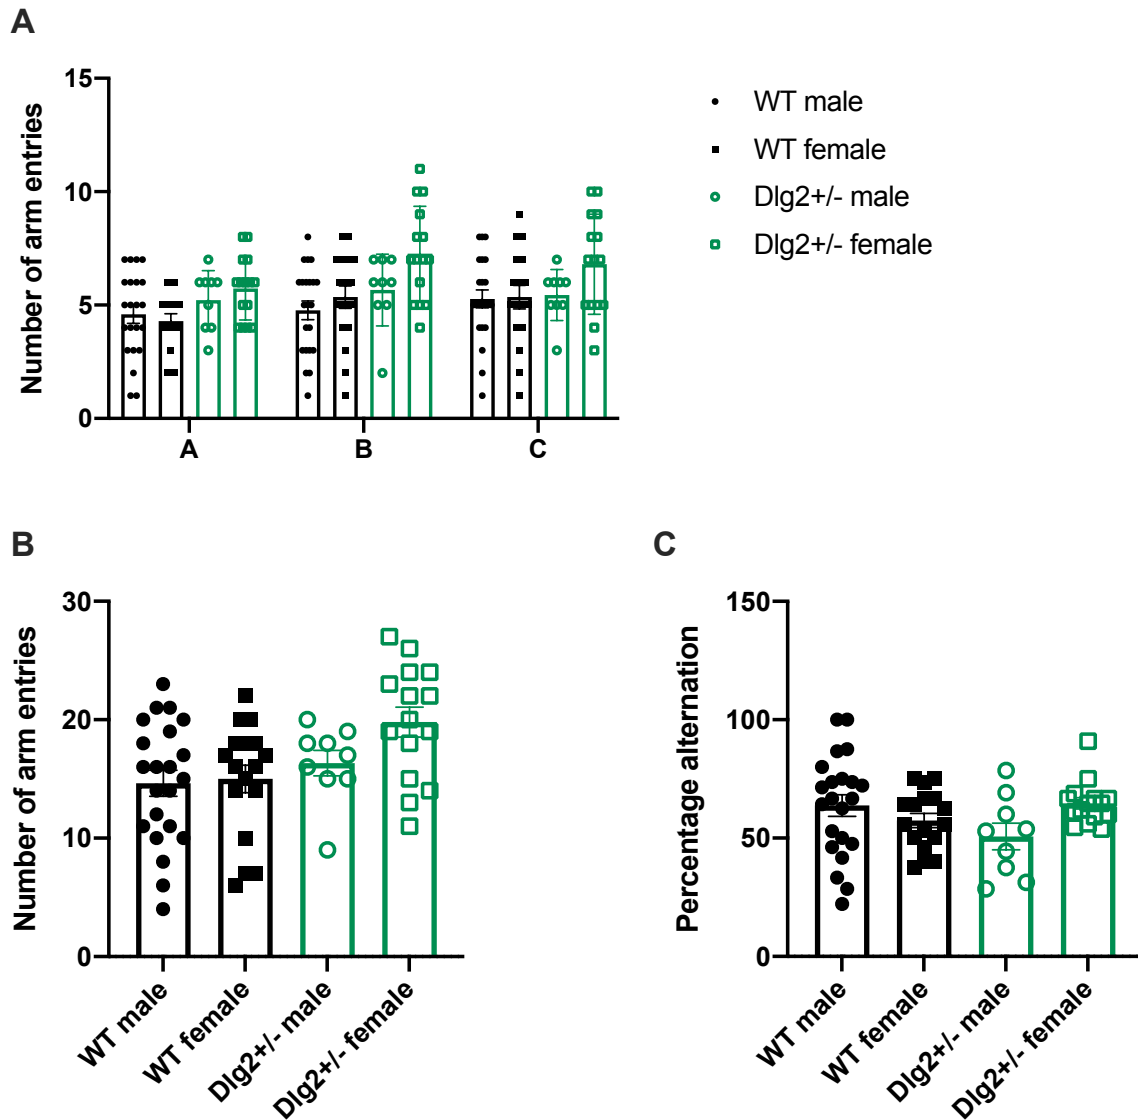 A
Number of arm entries
15
10
5
0
A
B
C
WT male
WT female
Dlg2+/- male
Dlg2+/- female
B
Number of arm entries
30
20
10
0
WT male
WT female
Dlg2+/- male
Dlg2+/- female
C
Percentage alternation
150
100
50
0
WT male
WT female
Dlg2+/- male
Dlg2+/- female